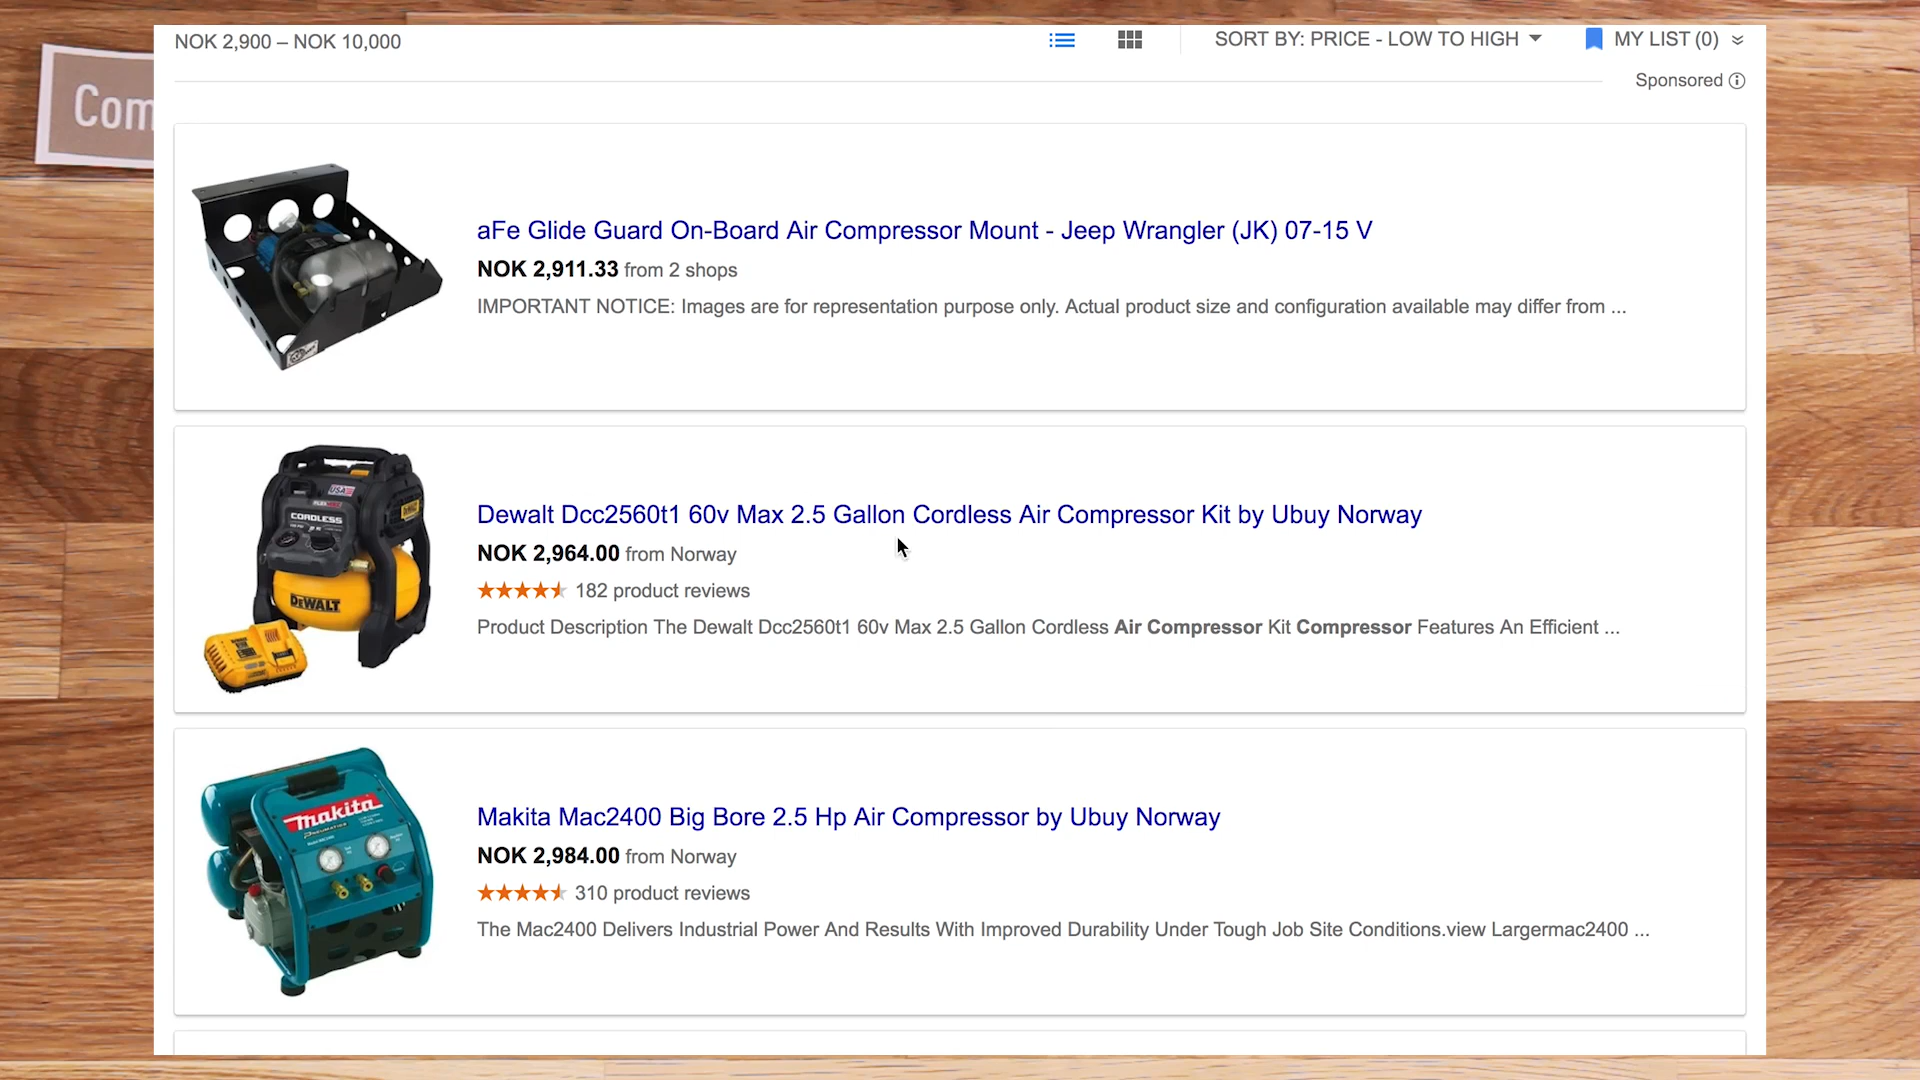 NOK 2,900 – NOK 10,000
SORT BY: PRICE - LOW TO HIGH
MY LIST (0)
Sponsored
Com
aFe Glide Guard On-Board Air Compressor Mount - Jeep Wrangler (JK) 07-15 V
NOK 2,911.33 from 2 shops
IMPORTANT NOTICE: Images are for representation purpose only. Actual product size and configuration available may differ from ...
USA
CORDLESS
DEWALT
Dewalt Dcc2560t1 60v Max 2.5 Gallon Cordless Air Compressor Kit by Ubuy Norway
NOK 2,964.00 from Norway
182 product reviews
Product Description The Dewalt Dcc2560t1 60v Max 2.5 Gallon Cordless Air Compressor Kit Compressor Features An Efficient ...
makita
Makita Mac2400 Big Bore 2.5 Hp Air Compressor by Ubuy Norway
NOK 2,984.00 from Norway
310 product reviews
The Mac2400 Delivers Industrial Power And Results With Improved Durability Under Tough Job Site Conditions.view Largermac2400 ...